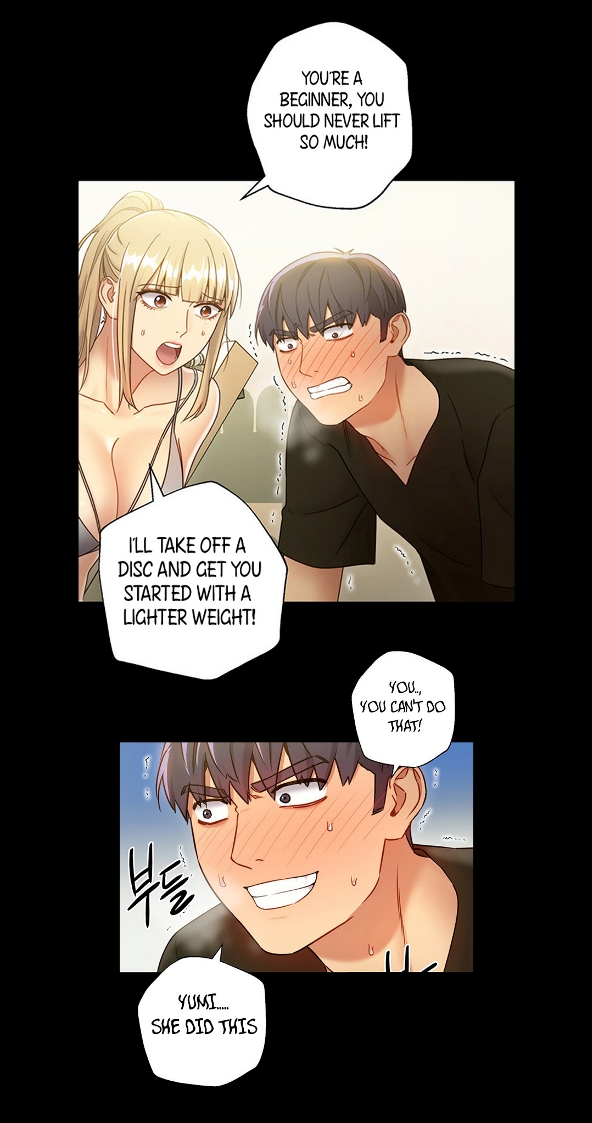 YOU'RE A
BEGINNER, YOU
SHOULD NEVER LIFT
SO MUCH!
I'LL TAKE OFF A
DISC AND GET YOU
STARTED WITH A
LIGHTER WEIGHT!
YOU..,
YOU CAN'T DO
THAT!
부들
YUMI.....
SHE DID THIS